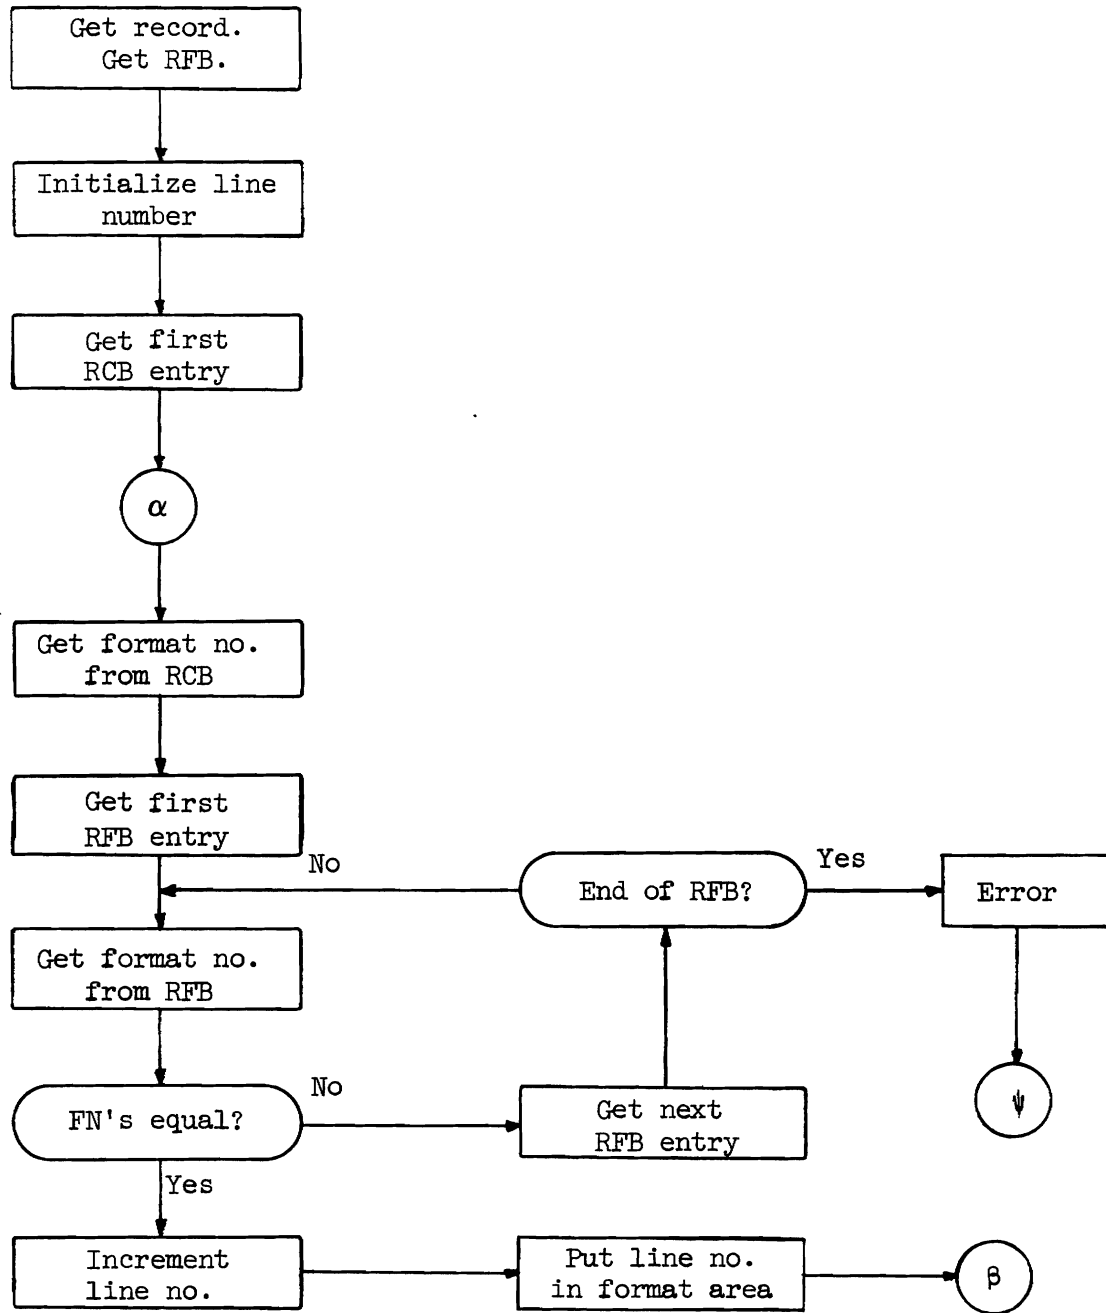 Get record.
Get RFB.
Initialize line
number
Get first
RCB entry
α
Get format no.
from RCB
Get first
RFB entry
No
End of RFB?
Yes
Error
Get format no.
from RFB
FN's equal?
No
Get next
RFB entry
ψ
Yes
Increment
line no.
Put line no.
in format area
β